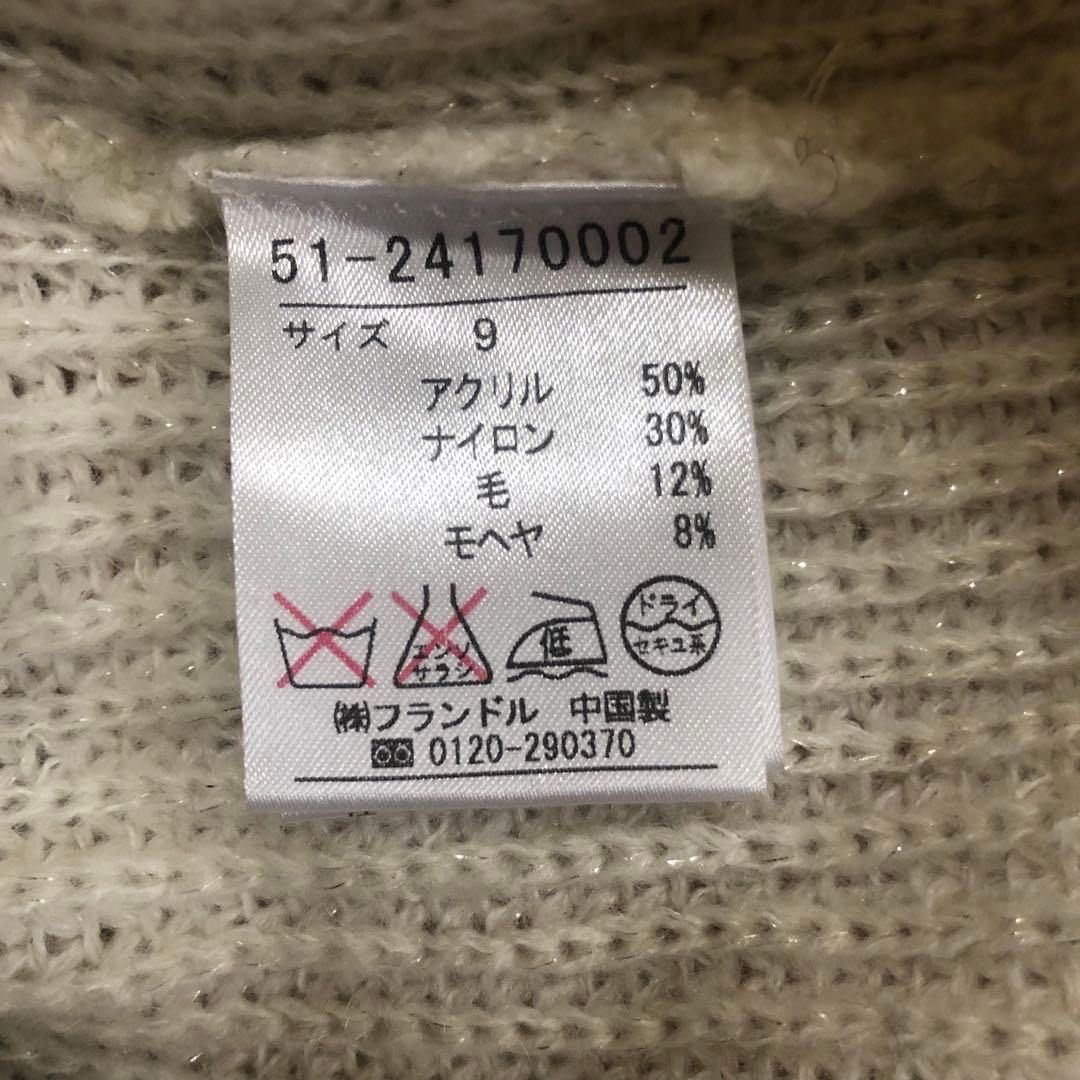 51-24170002
サイズ 9
アクリル 50%
ナイロン 30%
毛 12%
モヘヤ 8%
エンソ サラシ 低 ドライ セキユ系
㈱フランドル 中国製
0120-290370